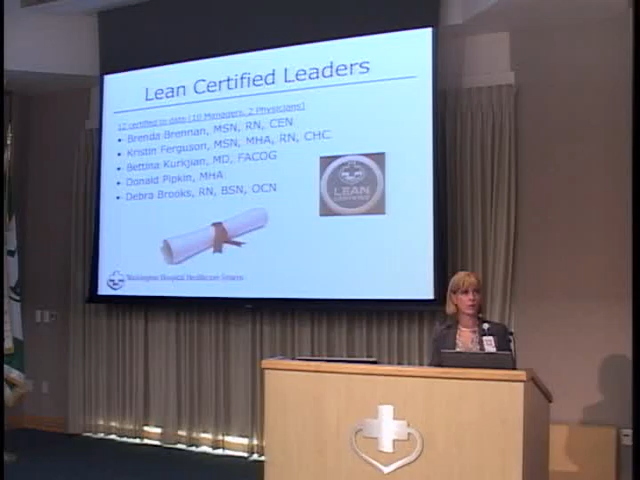 Lean Certified Leaders
12 certified to date (10 Managers, 2 Physicians)
• Brenda Brennan, MSN, RN, CEN
• Kristin Ferguson, MSN, MHA, RN, CHC
• Bettina Kurkjian, MD, FACOG
• Donald Pipkin, MHA
• Debra Brooks, RN, BSN, OCN
LEAN
CERTIFIED
Washington Hospital Healthcare System